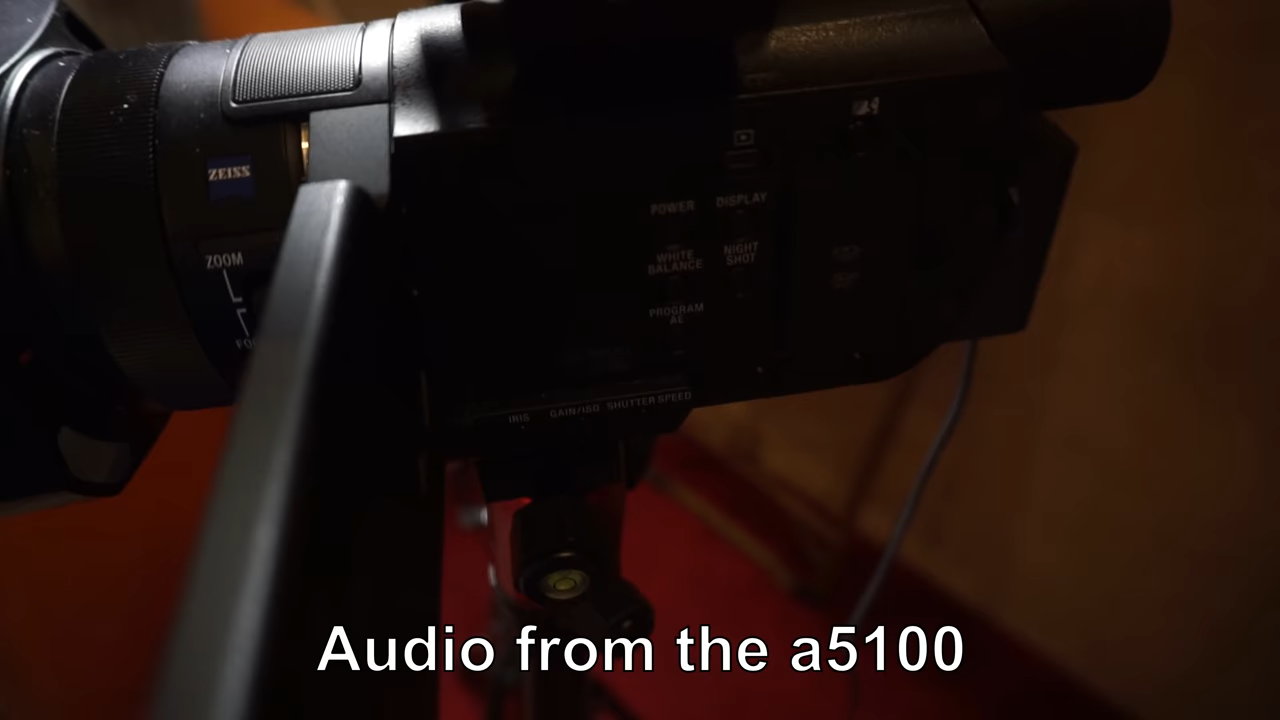 ZEISS
ZOOM
POWER
DISPLAY
WHITE
BALANCE
NIGHT
SHOT
PROGRAM
AE
IRIS GAIN/ISO SHUTTER SPEED
Audio from the a5100